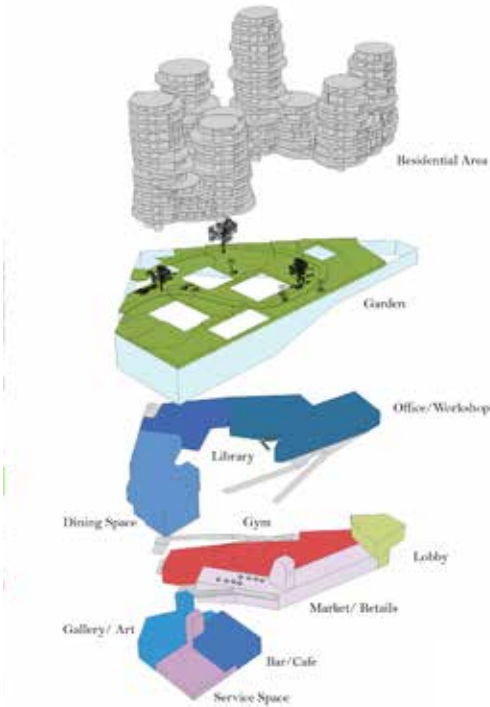 Residential Area
Garden
Office/Workshop
Library
Dining Space
Gym
Lobby
Market/ Retails
Gallery/ Art
Bar/Cafe
Service Space